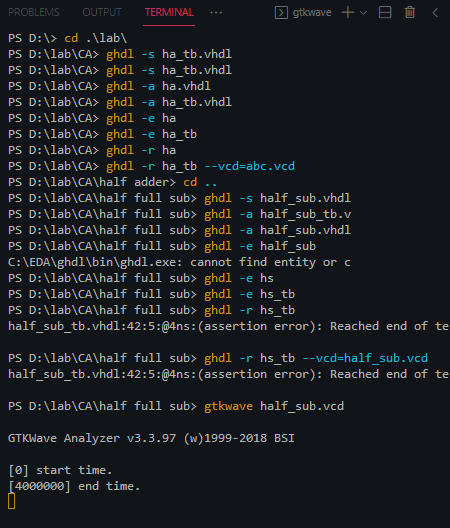 PROBLEMS OUTPUT TERMINAL ... gtkwave
PS D:\> cd .\lab\
PS D:\lab\CA> ghdl -s ha_tb.vhdl
PS D:\lab\CA> ghdl -s ha_tb.vhdl
PS D:\lab\CA> ghdl -a ha.vhdl
PS D:\lab\CA> ghdl -a ha_tb.vhdl
PS D:\lab\CA> ghdl -e ha
PS D:\lab\CA> ghdl -e ha_tb
PS D:\lab\CA> ghdl -r ha
PS D:\lab\CA> ghdl -r ha_tb --vcd=abc.vcd
PS D:\lab\CA\half adder> cd ..
PS D:\lab\CA\half full sub> ghdl -s half_sub.vhdl
PS D:\lab\CA\half full sub> ghdl -a half_sub_tb.v
PS D:\lab\CA\half full sub> ghdl -a half_sub.vhdl
PS D:\lab\CA\half full sub> ghdl -e half_sub
C:\EDA\ghdl\bin\ghdl.exe: cannot find entity or c
PS D:\lab\CA\half full sub> ghdl -e hs
PS D:\lab\CA\half full sub> ghdl -e hs_tb
PS D:\lab\CA\half full sub> ghdl -r hs_tb
half_sub_tb.vhdl:42:5:@4ns:(assertion error): Reached end of te
PS D:\lab\CA\half full sub> ghdl -r hs_tb --vcd=half_sub.vcd
half_sub_tb.vhdl:42:5:@4ns:(assertion error): Reached end of te
PS D:\lab\CA\half full sub> gtkwave half_sub.vcd
GTKWave Analyzer v3.3.97 (w)1999-2018 BSI
[0] start time.
[4000000] end time.